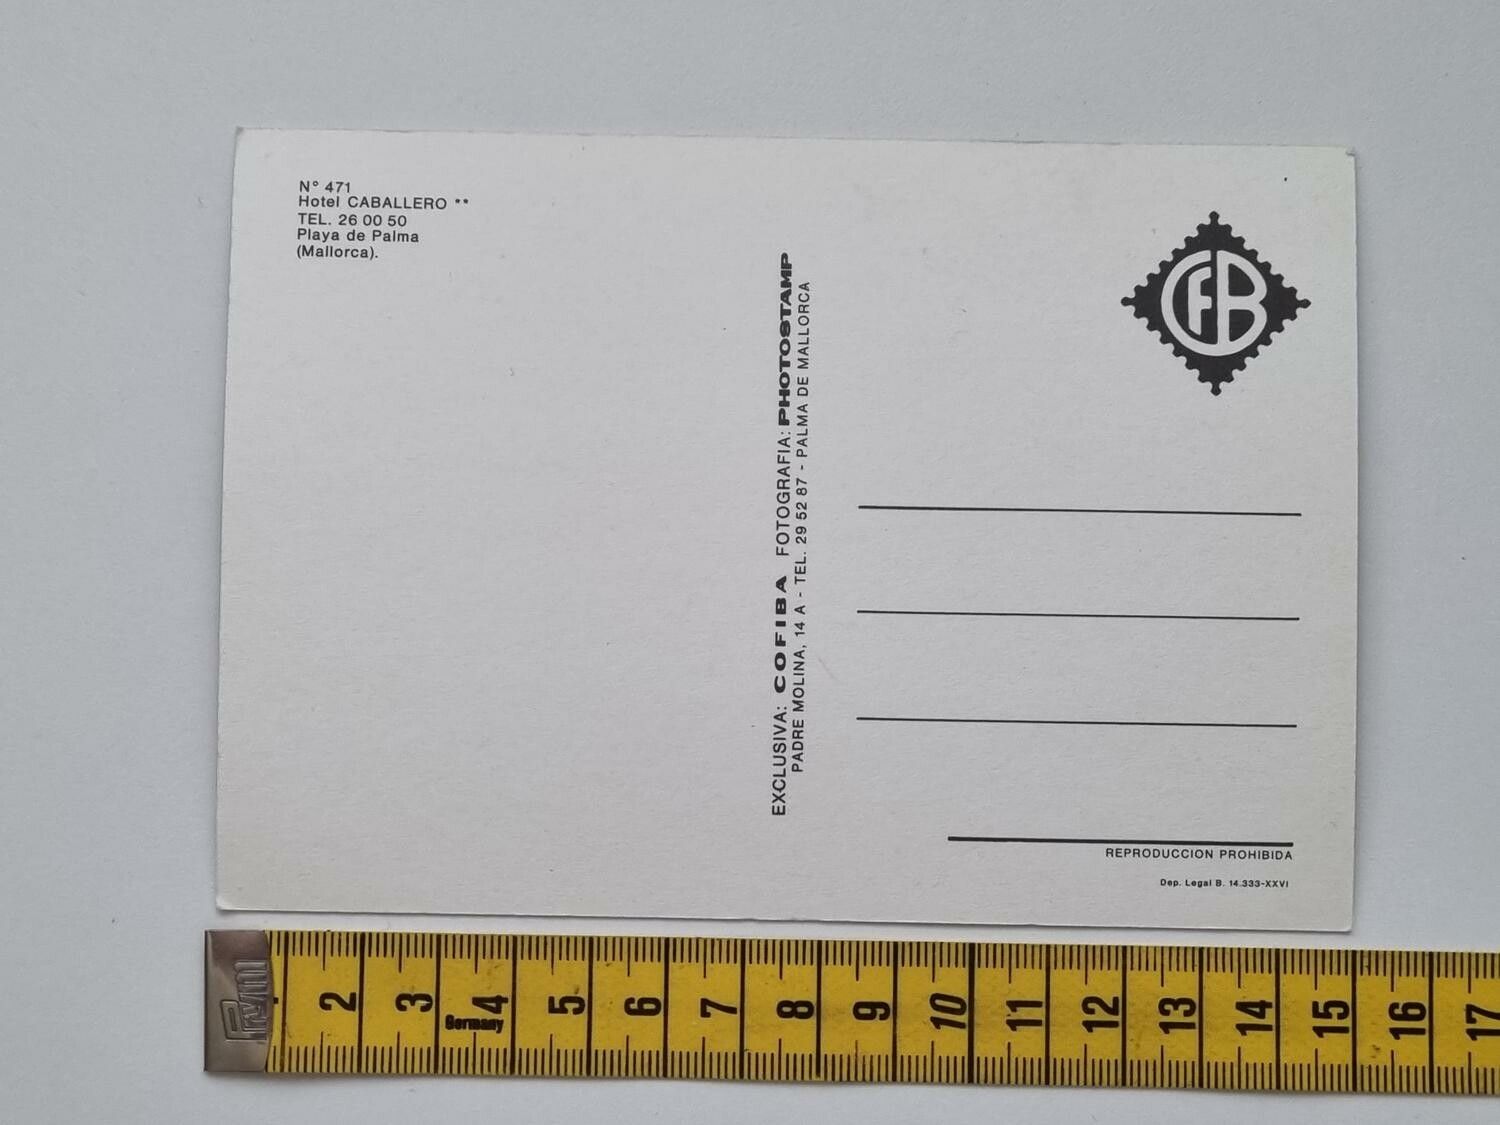 N° 471
Hotel CABALLERO **
TEL. 26 00 50
Playa de Palma
(Mallorca).
EXCLUSIVA: COFIBA FOTOGRAFIA: PHOTOSTAMP
PADRE MOLINA, 14 A - TEL. 29 52 87 - PALMA DE MALLORCA
CFB
REPRODUCCION PROHIBIDA
Dep. Legal B. 14.333-XXVI
Prym
2 3 4 5 6 7 8 9 10 11 12 13 14 15 16 17
Germany